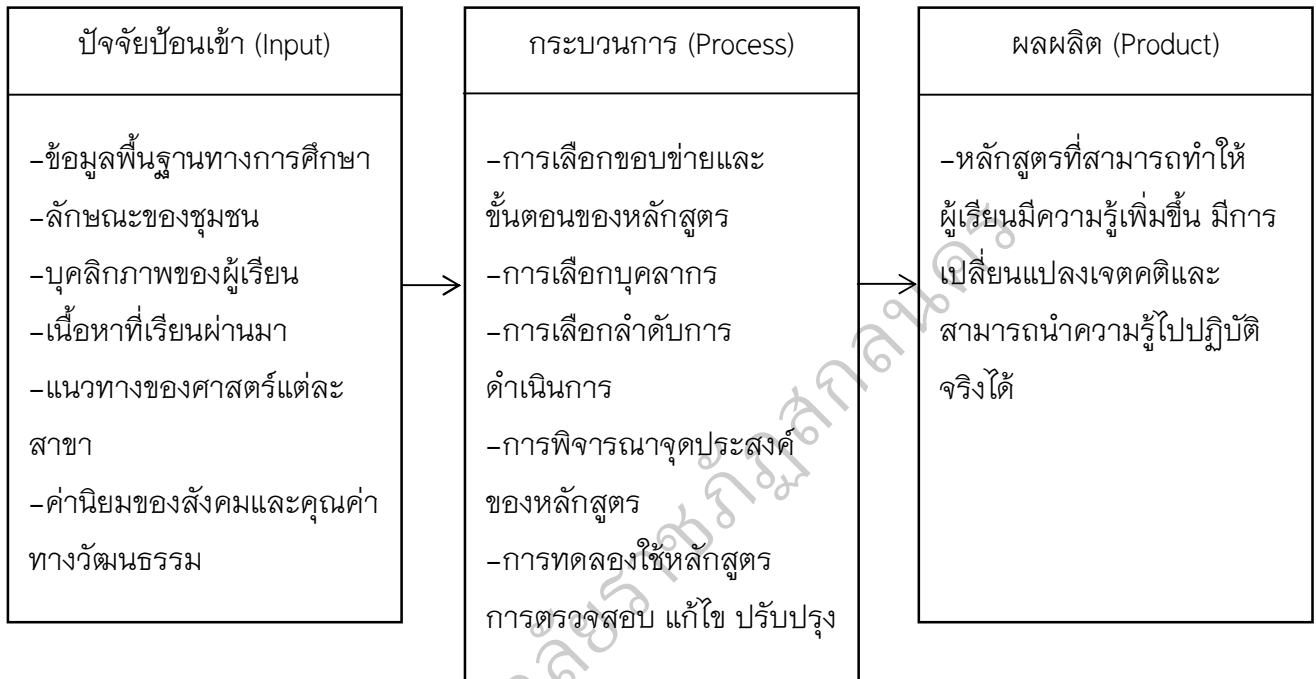 ปัจจัยป้อนเข้า (Input)
-ข้อมูลพื้นฐานทางการศึกษา
-ลักษณะของชุมชน
-บุคลิกภาพของผู้เรียน
-เนื้อหาที่เรียนผ่านมา
-แนวทางของศาสตร์แต่ละ
สาขา
-ค่านิยมของสังคมและคุณค่า
ทางวัฒนธรรม
กระบวนการ (Process)
-การเลือกขอบข่ายและ
ขั้นตอนของหลักสูตร
-การเลือกบุคลากร
-การเลือกลำดับการ
ดำเนินการ
-การพิจารณาจุดประสงค์
ของหลักสูตร
-การทดลองใช้หลักสูตร
การตรวจสอบ แก้ไข ปรับปรุง
ผลผลิต (Product)
-หลักสูตรที่สามารถทำให้
ผู้เรียนมีความรู้เพิ่มขึ้น มีการ
เปลี่ยนแปลงเจตคติและ
สามารถนำความรู้ไปปฏิบัติ
จริงได้
ลัยราชภัฏสกลนคร